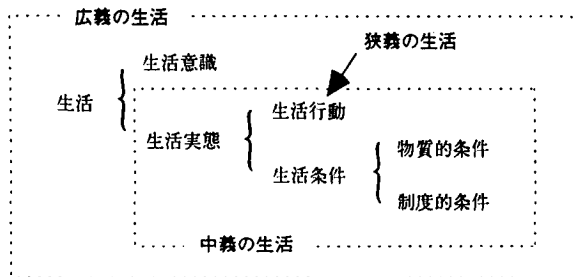 広義の生活
狭義の生活
生活意識
生活
生活行動
生活実態
物質的条件
生活条件
制度的条件
中義の生活